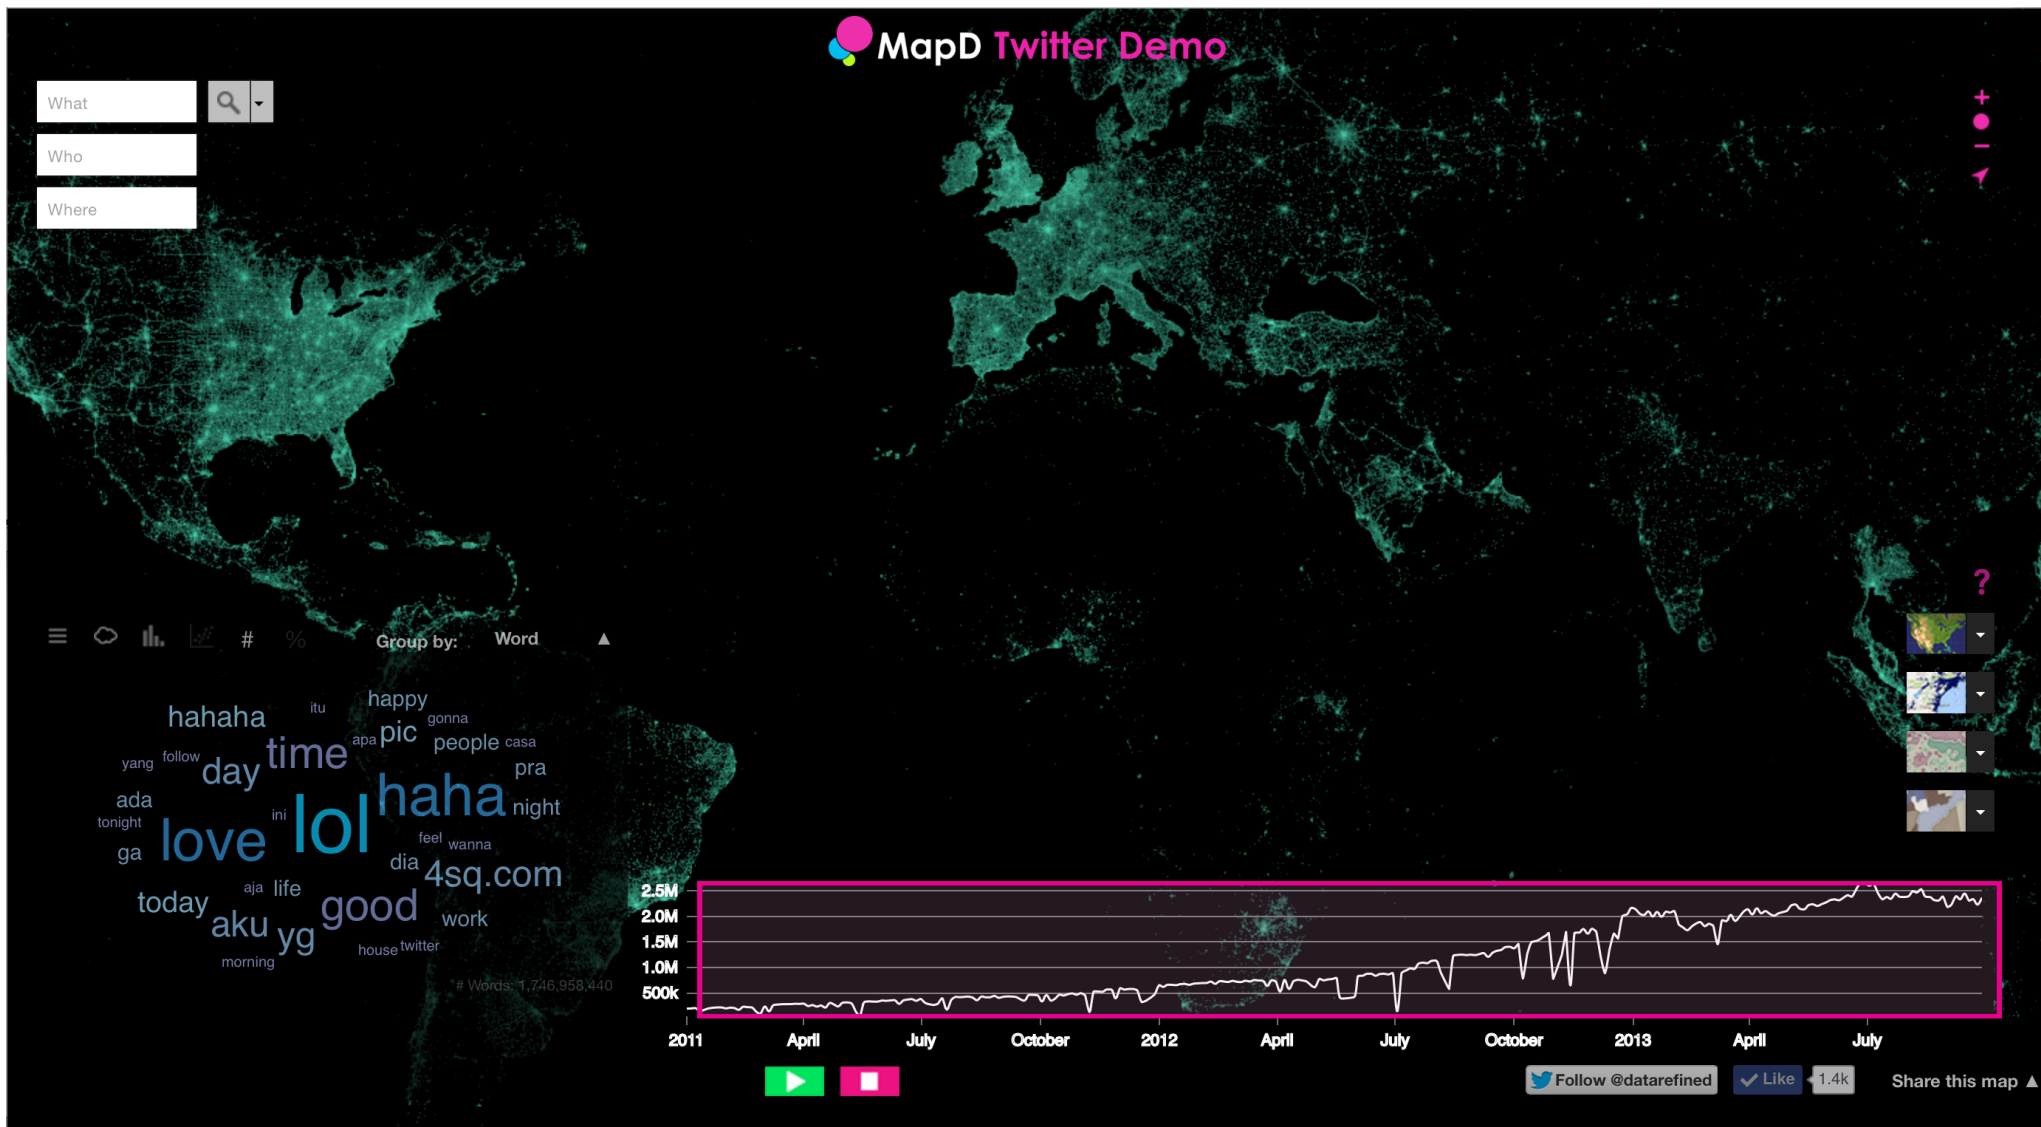 MapD Twitter Demo
What
Who
Where
+
−
?
# %
Group by: Word ▲
happy
hahaha
itu
gonna
time
apa
pic
people
casa
yang
follow
day
pra
ada
haha
night
tonight
ini
lol
love
feel
wanna
ga
dia
4sq.com
aja
life
today
good
work
aku
yg
house
twitter
morning
# Words: 1,746,958,440
2.5M
2.0M
1.5M
1.0M
500k
2011 April July October 2012 April July October 2013 April July
Follow @datarefined
Like
1.4k
Share this map ▲